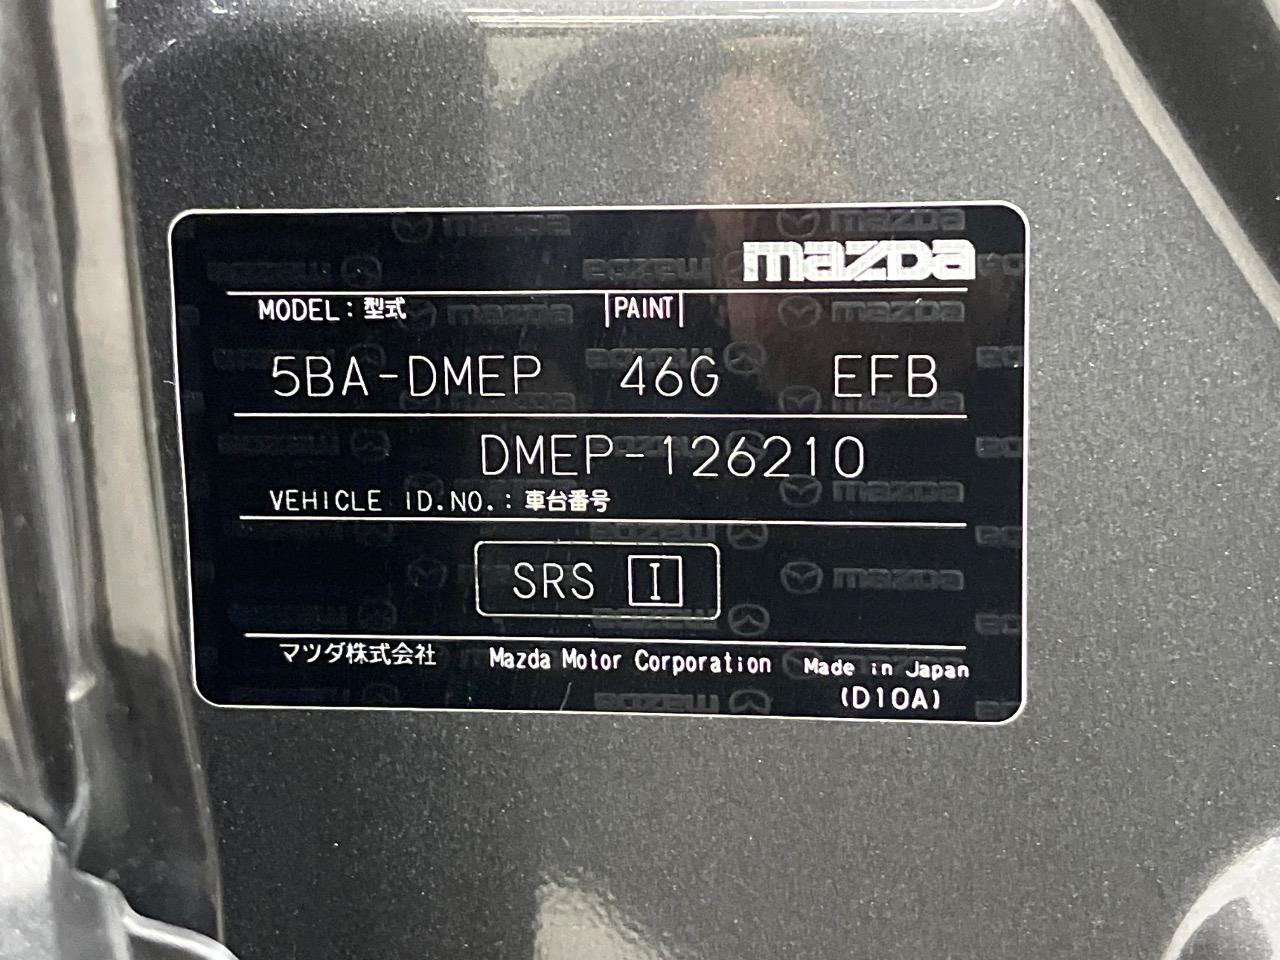 mazda
MODEL：型式 |PAINT|
5BA-DMEP 46G EFB
DMEP-126210
VEHICLE ID.NO.：車台番号
SRS I
マツダ株式会社 Mazda Motor Corporation Made in Japan
(D10A)